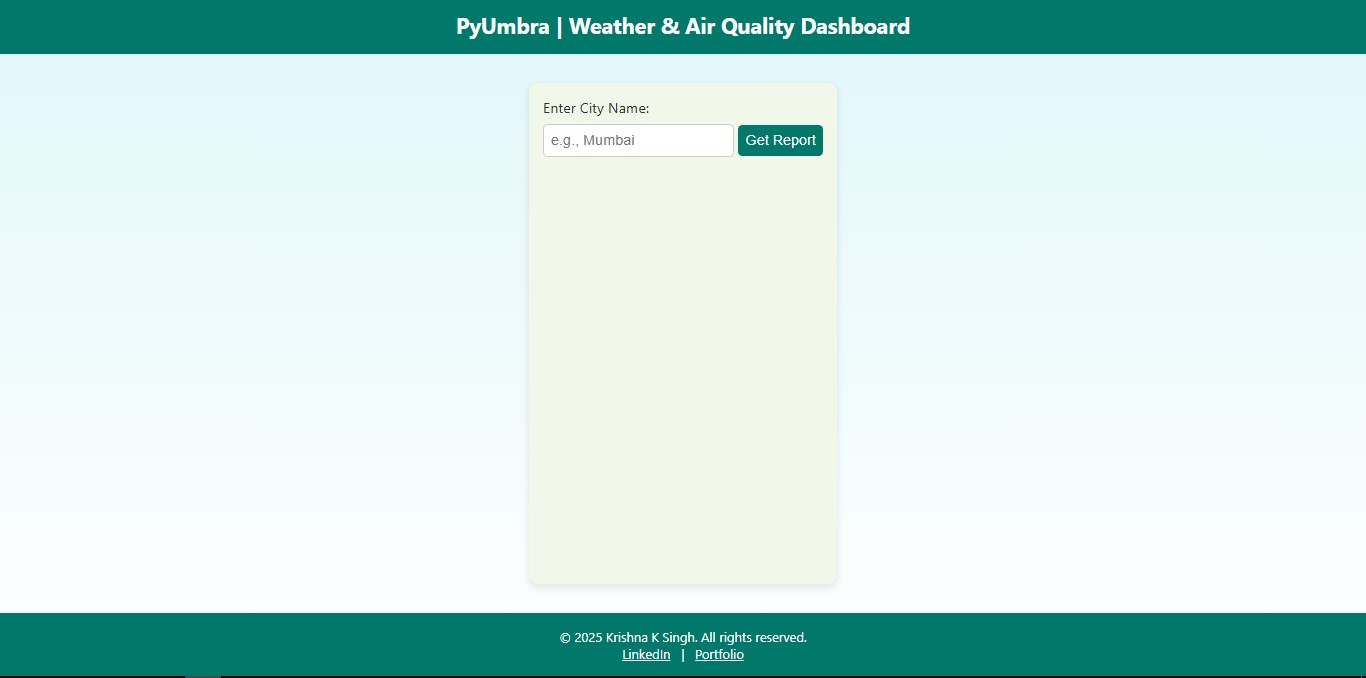 PyUmbra | Weather & Air Quality Dashboard
Enter City Name:
e.g., Mumbai Get Report
© 2025 Krishna K Singh. All rights reserved.
LinkedIn | Portfolio